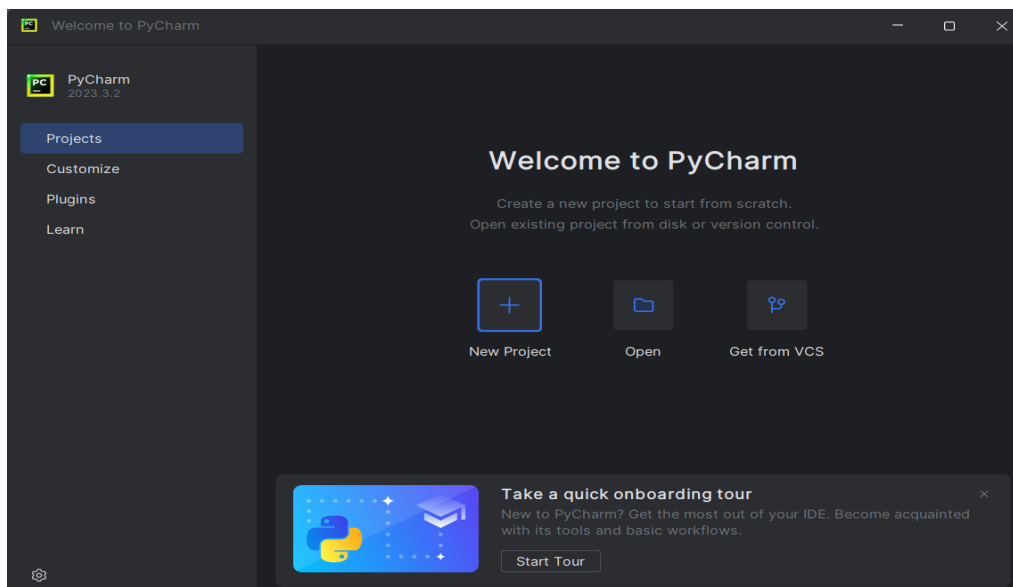 Welcome to PyCharm
PC
PyCharm
2023.3.2
Projects
Customize
Plugins
Learn
Welcome to PyCharm
Create a new project to start from scratch.
Open existing project from disk or version control.
New Project
Open
Get from VCS
Take a quick onboarding tour
New to PyCharm? Get the most out of your IDE. Become acquainted
with its tools and basic workflows.
Start Tour